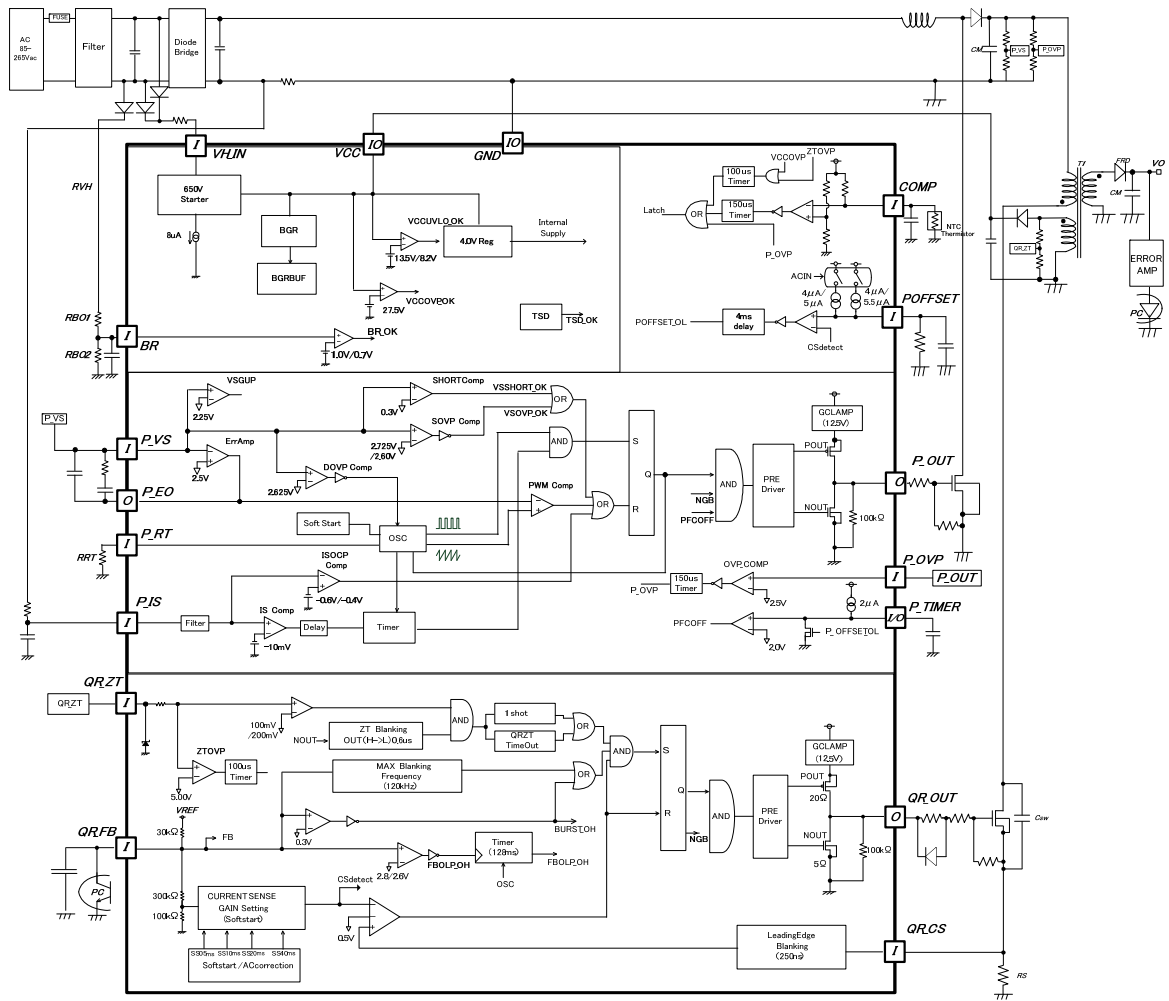 AC
85-
265Vac
FUSE
Filter
Diode
Bridge
CM
P_VS
P_OVP
I
VH_IN
IO
VCC
IO
GND
RVH
650V
Starter
8uA
BGR
BGRBUF
VCCUVLO_OK
13.5V/8.2V
4.0V Reg
Internal
Supply
VCCOVP_OK
27.5V
TSD
TSD_OK
RBO1
RBO2
I
BR
BR_OK
1.0V/0.7V
VCCOVP
ZTOVP
100us
Timer
Latch
OR
150us
Timer
P_OVP
COMP
I
NTC
Thermistor
ACIN
4μA/
5μA
4μA/
5.5μA
POFFSET
I
POFFSET_OL
4ms
delay
CSdetect
T1
FRD
VO
CM
QR_ZT
ERROR
AMP
PC
P_VS
I
P_VS
O
P_EO
I
P_RT
RRT
I
P_IS
VSGUP
2.25V
ErrAmp
2.5V
SHORTComp
0.3V
SOVP Comp
2.725V
/2.60V
DOVP Comp
2.625V
VSSHORT_OK
VSOVP_OK
OR
AND
PWM Comp
OR
Soft Start
OSC
ISOCP
Comp
-0.6V/-0.4V
Filter
IS Comp
-10mV
Delay
Timer
S
Q
R
NGB
PFCOFF
AND
PRE
Driver
GCLAMP
(12.5V)
POUT
NOUT
100kΩ
P_OUT
O
P_OVP
I
P_OUT
OVP_COMP
P_OVP
150us
Timer
2.5V
2μA
P_TIMER
I/O
PFCOFF
2.0V
P_OFFSETOL
QR_ZT
QR_ZT
I
100mV
/200mV
NOUT
ZT Blanking
OUT(H->L)0.6us
AND
1 shot
QRZT
TimeOut
OR
ZTOVP
100us
Timer
5.00V
MAX Blanking
Frequency
(120kHz)
OR
AND
VREF
30kΩ
FB
QR_FB
I
0.3V
BURST_OH
2.8/2.6V
FBOLP_OH
Timer
(128ms)
OSC
FBOLP_OH
PC
300kΩ
100kΩ
CURRENT SENSE
GAIN Setting
(Softstart)
CSdetect
0.5V
SS05ms SS10ms SS20ms SS40ms
Softstart /ACcorrection
S
Q
R
NGB
AND
PRE
Driver
GCLAMP
(12.5V)
POUT
20Ω
NOUT
5Ω
100kΩ
QR_OUT
O
Csw
LeadingEdge
Blanking
(250ns)
QR_CS
I
RS